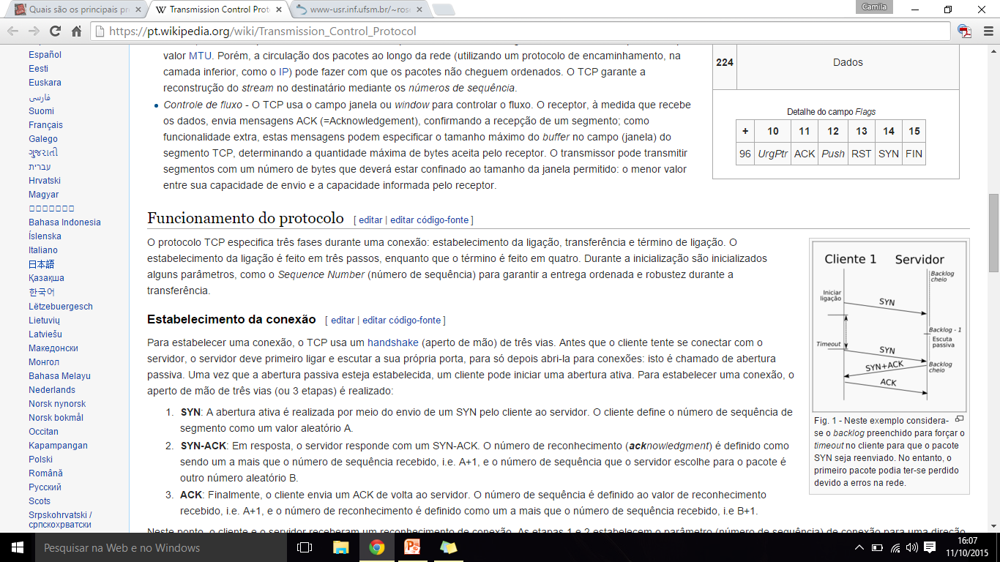 Quais são os principais pr
Transmission Control Prot
www-usr.inf.ufsm.br/~rose
Camila
https://pt.wikipedia.org/wiki/Transmission_Control_Protocol
Español
Eesti
Euskara
فارسی
Suomi
Français
Galego
ગુજરાતી
עברית
Hrvatski
Magyar
Bahasa Indonesia
Íslenska
Italiano
日本語
Қазақша
한국어
Lëtzebuergesch
Lietuvių
Latviešu
Македонски
Монгол
Bahasa Melayu
Nederlands
Norsk nynorsk
Norsk bokmål
Occitan
Kapampangan
Polski
Română
Русский
Scots
Srpskohrvatski /
српскохрватски
valor MTU. Porém, a circulação dos pacotes ao longo da rede (utilizando um protocolo de encaminhamento, na
camada inferior, como o IP) pode fazer com que os pacotes não cheguem ordenados. O TCP garante a
reconstrução do stream no destinatário mediante os números de sequência.
Controle de fluxo - O TCP usa o campo janela ou window para controlar o fluxo. O receptor, à medida que recebe
os dados, envia mensagens ACK (=Acknowledgement), confirmando a recepção de um segmento; como
funcionalidade extra, estas mensagens podem especificar o tamanho máximo do buffer no campo (janela) do
segmento TCP, determinando a quantidade máxima de bytes aceita pelo receptor. O transmissor pode transmitir
segmentos com um número de bytes que deverá estar confinado ao tamanho da janela permitido: o menor valor
entre sua capacidade de envio e a capacidade informada pelo receptor.
224 Dados
Detalhe do campo Flags
+ 10 11 12 13 14 15
96 UrgPtr ACK Push RST SYN FIN
Funcionamento do protocolo [ editar | editar código-fonte ]
O protocolo TCP especifica três fases durante uma conexão: estabelecimento da ligação, transferência e término de ligação. O
estabelecimento da ligação é feito em três passos, enquanto que o término é feito em quatro. Durante a inicialização são inicializados
alguns parâmetros, como o Sequence Number (número de sequência) para garantir a entrega ordenada e robustez durante a
transferência.
Estabelecimento da conexão [ editar | editar código-fonte ]
Para estabelecer uma conexão, o TCP usa um handshake (aperto de mão) de três vias. Antes que o cliente tente se conectar com o
servidor, o servidor deve primeiro ligar e escutar a sua própria porta, para só depois abri-la para conexões: isto é chamado de abertura
passiva. Uma vez que a abertura passiva esteja estabelecida, um cliente pode iniciar uma abertura ativa. Para estabelecer uma conexão, o
aperto de mão de três vias (ou 3 etapas) é realizado:
1. SYN: A abertura ativa é realizada por meio do envio de um SYN pelo cliente ao servidor. O cliente define o número de sequência de
segmento como um valor aleatório A.
2. SYN-ACK: Em resposta, o servidor responde com um SYN-ACK. O número de reconhecimento (acknowledgment) é definido como
sendo um a mais que o número de sequência recebido, i.e. A+1, e o número de sequência que o servidor escolhe para o pacote é
outro número aleatório B.
3. ACK: Finalmente, o cliente envia um ACK de volta ao servidor. O número de sequência é definido ao valor de reconhecimento
recebido, i.e. A+1, e o número de reconhecimento é definido como um a mais que o número de sequência recebido, i.e B+1.
Neste ponto, o cliente e o servidor receberam um reconhecimento de conexão. As etapas 1 e 2 estabelecem o parâmetro (número de sequência) de conexão para uma direção
Cliente 1 Servidor
Backlog
cheio
Iniciar
ligação
SYN
Backlog - 1
Escuta
passiva
Timeout
SYN
SYN+ACK
Backlog
cheio
ACK
Fig. 1 - Neste exemplo considera-
se o backlog preenchido para forçar o
timeout no cliente para que o pacote
SYN seja reenviado. No entanto, o
primeiro pacote podia ter-se perdido
devido a erros na rede.
Pesquisar na Web e no Windows
16:07
11/10/2015